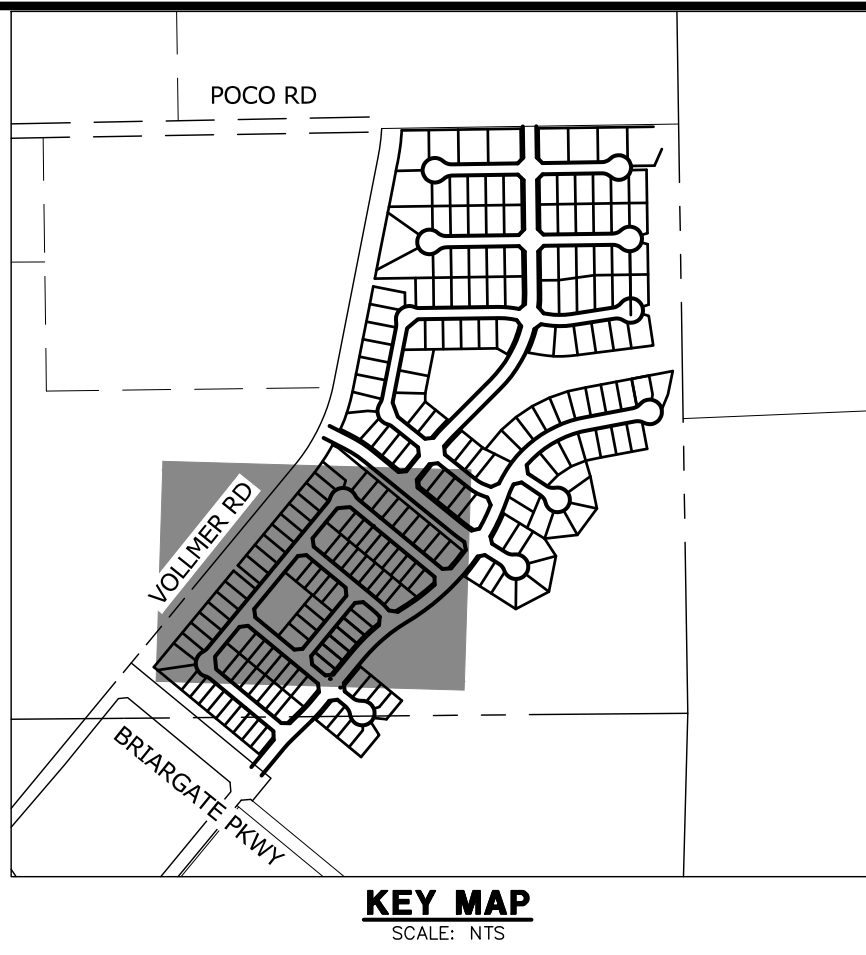 POCO RD
VOLLMER RD
BRIARGATE PKWY
KEY MAP
SCALE: NTS